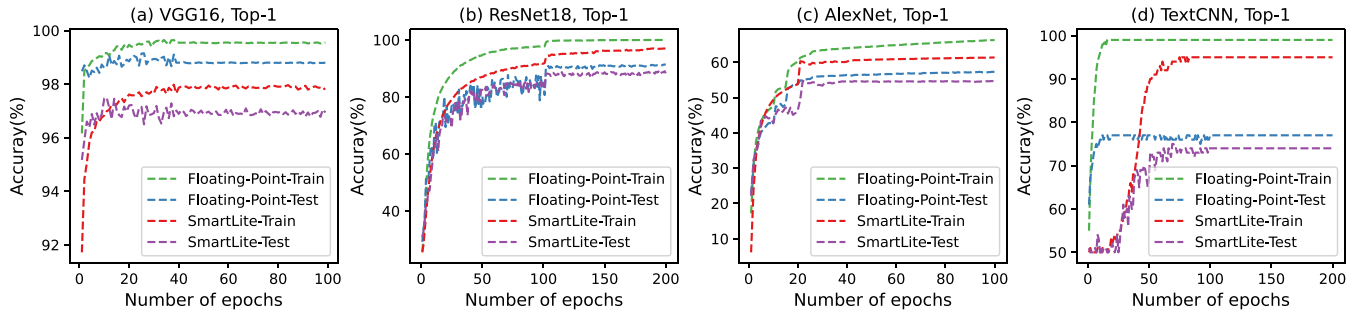 (a) VGG16, Top-1
Accuray(%)
100
98
96
94
92
Floating-Point-Train
Floating-Point-Test
SmartLite-Train
SmartLite-Test
0 20 40 60 80 100
Number of epochs
(b) ResNet18, Top-1
Accuray(%)
100
80
60
40
Floating-Point-Train
Floating-Point-Test
SmartLite-Train
SmartLite-Test
0 50 100 150 200
Number of epochs
(c) AlexNet, Top-1
Accuray(%)
60
50
40
30
20
10
Floating-Point-Train
Floating-Point-Test
SmartLite-Train
SmartLite-Test
0 20 40 60 80 100
Number of epochs
(d) TextCNN, Top-1
Accuray(%)
100
90
80
70
60
50
Floating-Point-Train
Floating-Point-Test
SmartLite-Train
SmartLite-Test
0 50 100 150 200
Number of epochs